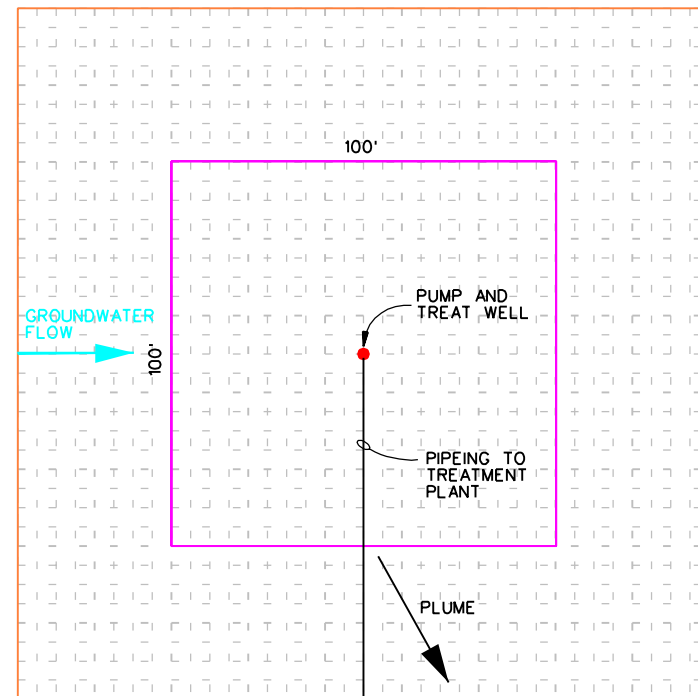 100'
PUMP AND
TREAT WELL
GROUNDWATER
FLOW
100'
PIPEING TO
TREATMENT
PLANT
PLUME